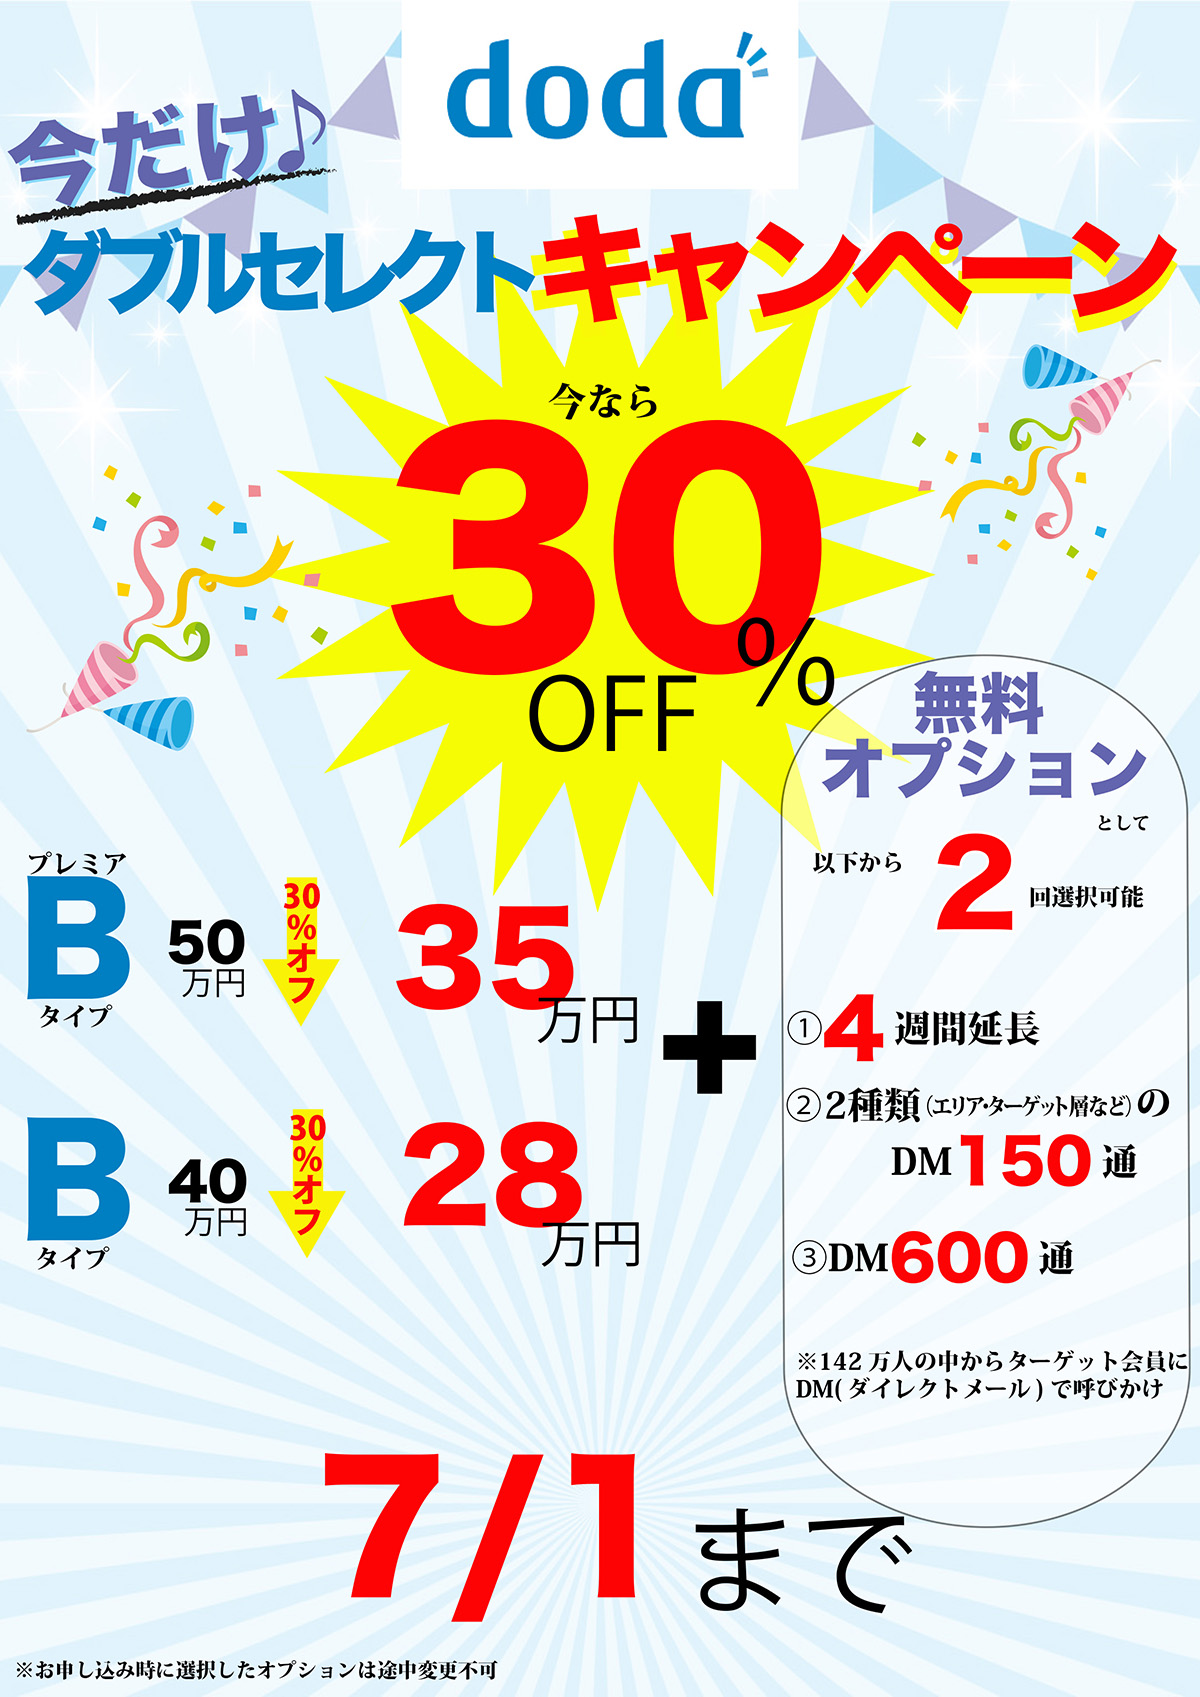 doda
今だけ♪
ダブルセレクトキャンペーン
今なら
30%
OFF
プレミア
B
タイプ
50
万円
30%オフ
35
万円
B
タイプ
40
万円
30%オフ
28
万円
+
無料
オプション
として
以下から2回選択可能
①4週間延長
②2種類(エリア・ターゲット層など)の
DM150通
③DM600通
※142万人の中からターゲット会員に
DM(ダイレクトメール)で呼びかけ
7/1まで
※お申し込み時に選択したオプションは途中変更不可